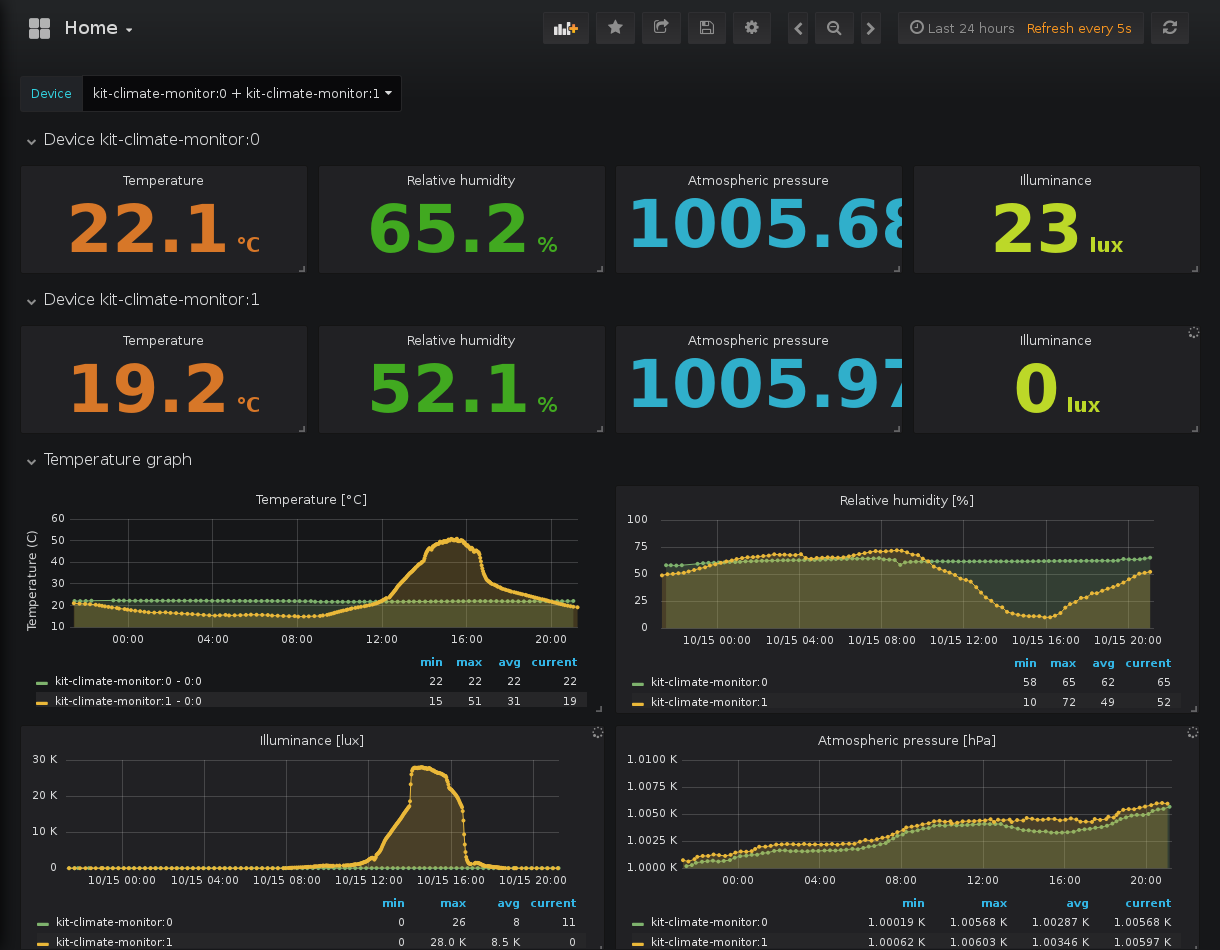 Home
Last 24 hours Refresh every 5s
Device kit-climate-monitor:0 + kit-climate-monitor:1
Device kit-climate-monitor:0
Temperature Relative humidity Atmospheric pressure Illuminance
22.1 °C 65.2 % 1005.68 23 lux
Device kit-climate-monitor:1
Temperature Relative humidity Atmospheric pressure Illuminance
19.2 °C 52.1 % 1005.97 0 lux
Temperature graph
Temperature [°C]
Temperature (C)
60
50
40
30
20
10
00:00 04:00 08:00 12:00 16:00 20:00
min max avg current
kit-climate-monitor:0 - 0:0 22 22 22 22
kit-climate-monitor:1 - 0:0 15 51 31 19
Relative humidity [%]
100
75
50
25
0
10/15 00:00 10/15 04:00 10/15 08:00 10/15 12:00 10/15 16:00 10/15 20:00
min max avg current
kit-climate-monitor:0 58 65 62 65
kit-climate-monitor:1 10 72 49 52
Illuminance [lux]
30 K
20 K
10 K
0
10/15 00:00 10/15 04:00 10/15 08:00 10/15 12:00 10/15 16:00 10/15 20:00
min max avg current
kit-climate-monitor:0 0 26 8 11
kit-climate-monitor:1 0 28.0 K 8.5 K 0
Atmospheric pressure [hPa]
1.0100 K
1.0075 K
1.0050 K
1.0025 K
1.0000 K
00:00 04:00 08:00 12:00 16:00 20:00
min max avg current
kit-climate-monitor:0 1.00019 K 1.00568 K 1.00287 K 1.00568 K
kit-climate-monitor:1 1.00062 K 1.00603 K 1.00346 K 1.00597 K